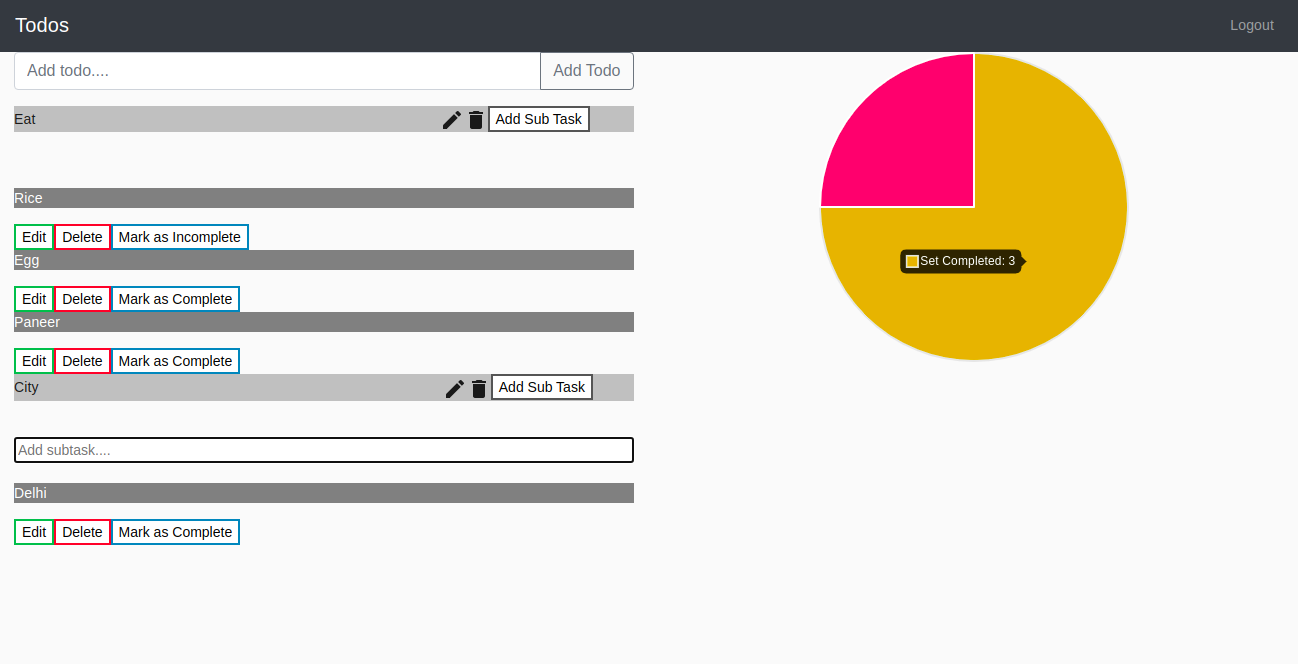 Todos
Logout
Add todo....
Add Todo
Eat
Add Sub Task
Rice
Edit Delete Mark as Incomplete
Egg
Edit Delete Mark as Complete
Paneer
Edit Delete Mark as Complete
City
Add Sub Task
Add subtask....
Delhi
Edit Delete Mark as Complete
Set Completed: 3